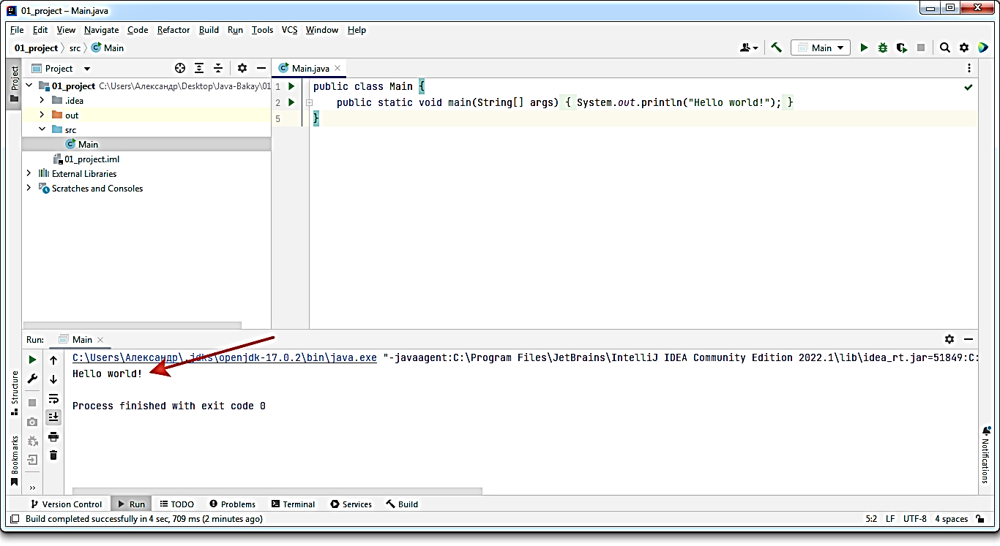 01_project – Main.java
File Edit View Navigate Code Refactor Build Run Tools VCS Window Help
01_project src Main
Main
Project
Project
01_project C:\Users\Александр\Desktop\Java-Bakay\01
.idea
out
src
Main
01_project.iml
External Libraries
Scratches and Consoles
Main.java
1 public class Main {
2 public static void main(String[] args) { System.out.println("Hello world!"); }
5 }
Run: Main
C:\Users\Александр\.jdks\openjdk-17.0.2\bin\java.exe "-javaagent:C:\Program Files\JetBrains\IntelliJ IDEA Community Edition 2022.1\lib\idea_rt.jar=51849:C:
Hello world!
Process finished with exit code 0
Structure
Bookmarks
Notifications
Version Control Run TODO Problems Terminal Services Build
Build completed successfully in 4 sec, 709 ms (2 minutes ago)
5:2 LF UTF-8 4 spaces